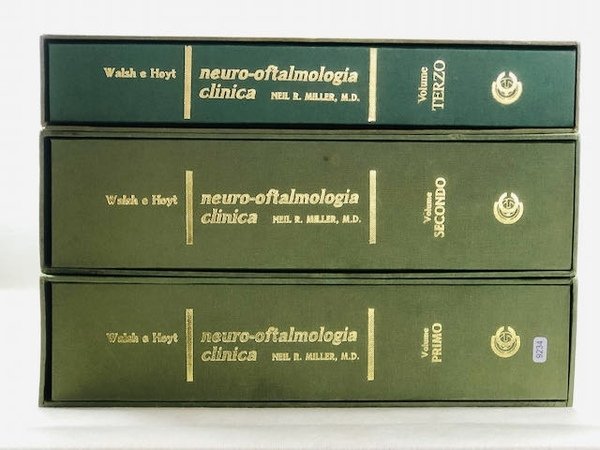 Walsh e Hoyt
neuro-oftalmologia
clinica NEIL R. MILLER, M.D.
Volume
TERZO
Walsh e Hoyt
neuro-oftalmologia
clinica NEIL R. MILLER, M.D.
Volume
SECONDO
Walsh e Hoyt
neuro-oftalmologia
clinica NEIL R. MILLER, M.D.
Volume
PRIMO
9234